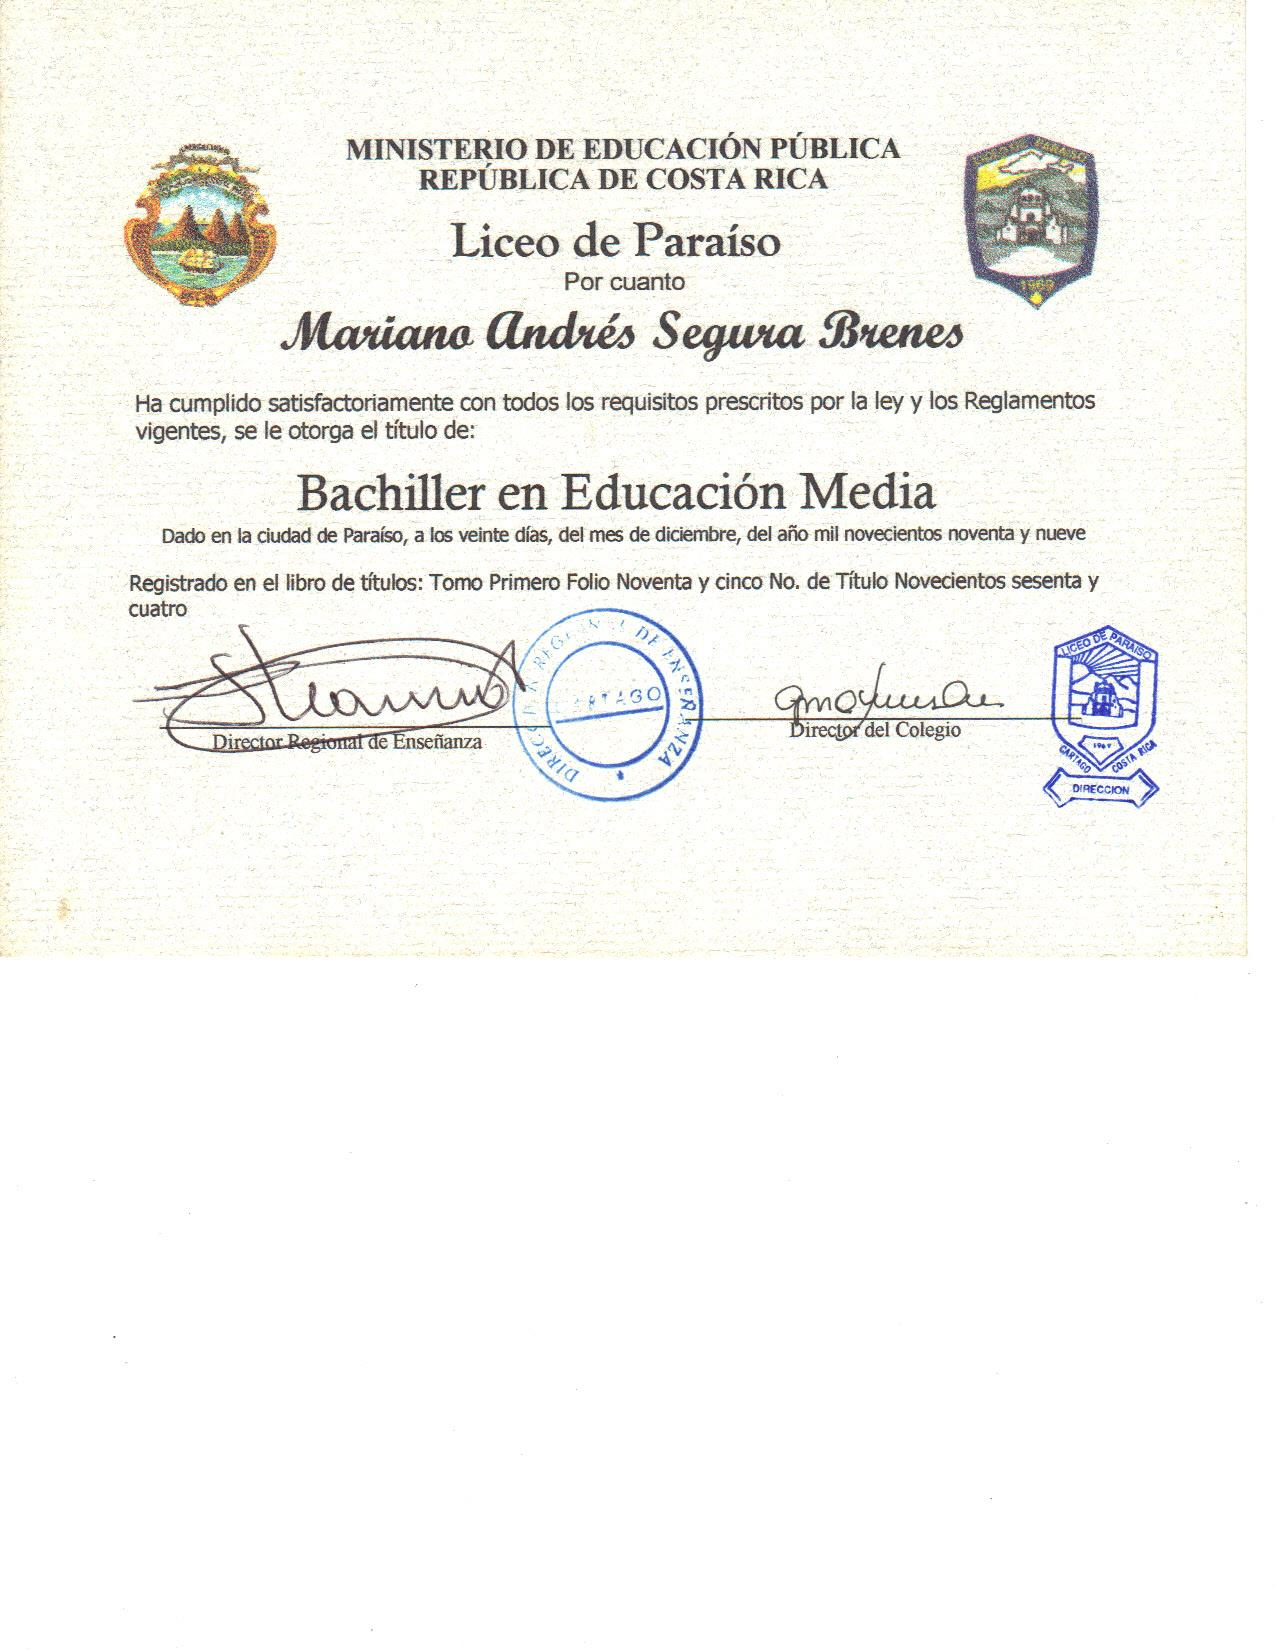 MINISTERIO DE EDUCACIÓN PÚBLICA
REPÚBLICA DE COSTA RICA
Liceo de Paraíso
Por cuanto
Mariano Andrés Segura Brenes
Ha cumplido satisfactoriamente con todos los requisitos prescritos por la ley y los Reglamentos
vigentes, se le otorga el título de:
Bachiller en Educación Media
Dado en la ciudad de Paraíso, a los veinte días, del mes de diciembre, del año mil novecientos noventa y nueve
Registrado en el libro de títulos: Tomo Primero Folio Noventa y cinco No. de Título Novecientos sesenta y
cuatro
Director Regional de Enseñanza
DE ENSEÑANZA
CARTAGO
Director del Colegio
LICEO DE PARAISO
1969
CARTAGO COSTA RICA
DIRECCION
1969